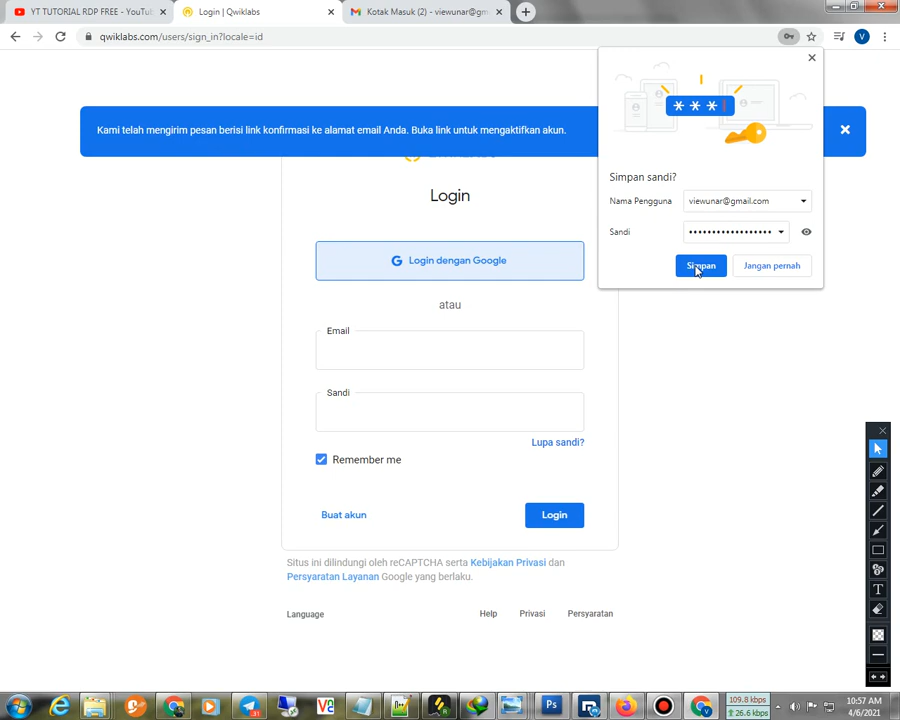 YT TUTORIAL RDP FREE - YouTub
Login | Qwiklabs
Kotak Masuk (2) - viewunar@gm
qwiklabs.com/users/sign_in?locale=id
V
Kami telah mengirim pesan berisi link konfirmasi ke alamat email Anda. Buka link untuk mengaktifkan akun.
Simpan sandi?
Nama Pengguna
viewunar@gmail.com
Sandi
••••••••••••••••••
Simpan
Jangan pernah
Login
Login dengan Google
atau
Email
Sandi
Lupa sandi?
Remember me
Buat akun
Login
Situs ini dilindungi oleh reCAPTCHA serta Kebijakan Privasi dan
Persyaratan Layanan Google yang berlaku.
Language
Help
Privasi
Persyaratan
T
31
Ps
109.8 kbps
26.6 kbps
10:57 AM
4/6/2021